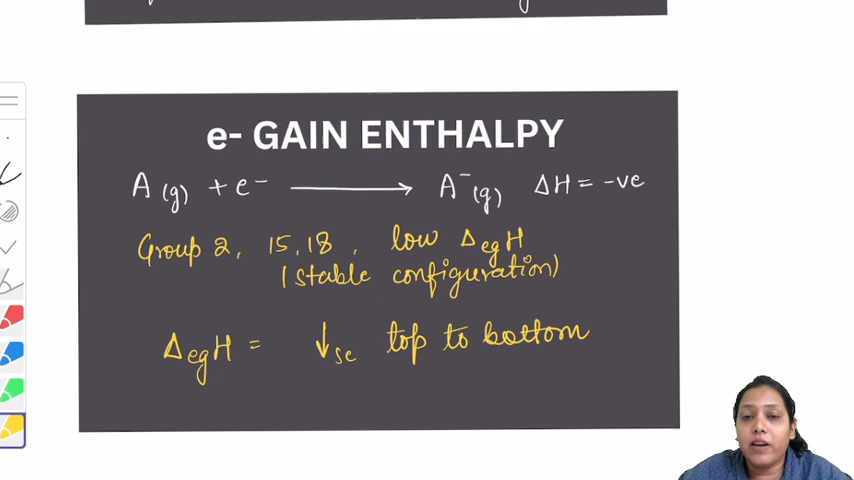 e- GAIN ENTHALPY
A (g) + e⁻ ⟶ A⁻(g) ΔH = -ve
Group 2, 15, 18, low ΔegH
(stable configuration)
ΔegH = ↓se top to bottom